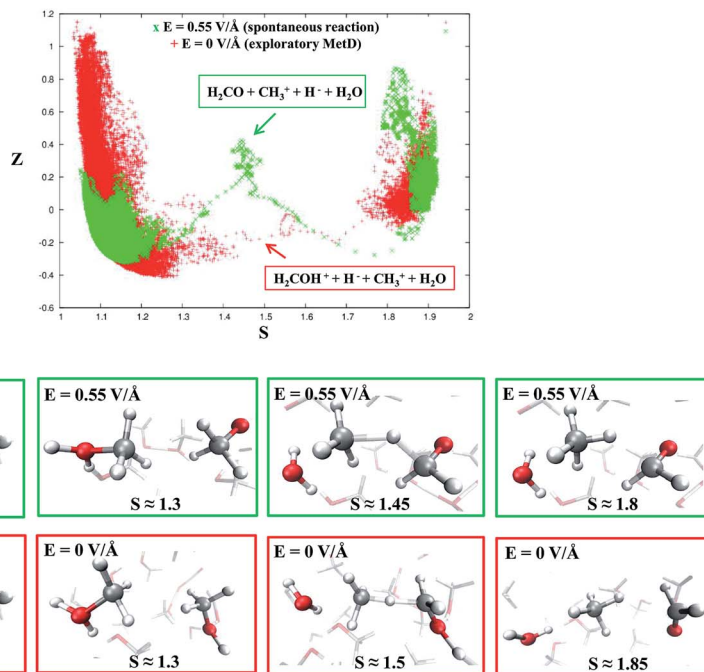 x E = 0.55 V/Å (spontaneous reaction)
+ E = 0 V/Å (exploratory MetD)
H₂CO + CH₃⁺ + H⁻ + H₂O
H₂COH⁺ + H⁻ + CH₃⁺ + H₂O
Z
1.2
1
0.8
0.6
0.4
0.2
0
-0.2
-0.4
-0.6
1 1.1 1.2 1.3 1.4 1.5 1.6 1.7 1.8 1.9 2
S
E = 0.55 V/Å
S ≈ 1.3
E = 0.55 V/Å
S ≈ 1.45
E = 0.55 V/Å
S ≈ 1.8
E = 0 V/Å
S ≈ 1.3
E = 0 V/Å
S ≈ 1.5
E = 0 V/Å
S ≈ 1.85